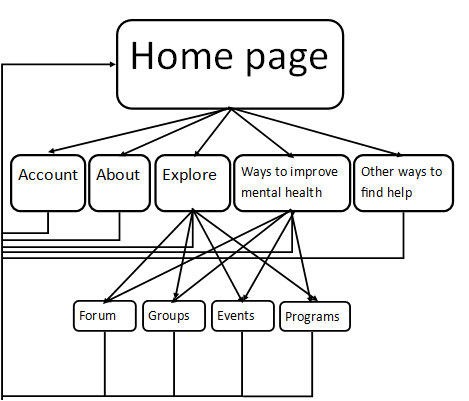 Home page
Account
About
Explore
Ways to improve
mental health
Other ways to
find help
Forum
Groups
Events
Programs